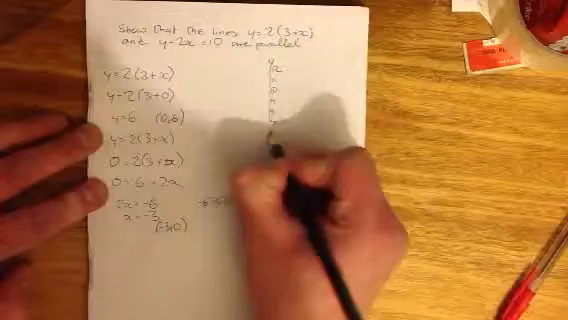 Show that the lines y=2(3+x)
and y-2x=10 are parallel
y=2(3+x)
y=2(3+0)
y=6 (0,6)
y=2(3+x)
0=2(3+x)
0=6+2x
2x=-6
x=-3
(-3,0)
y